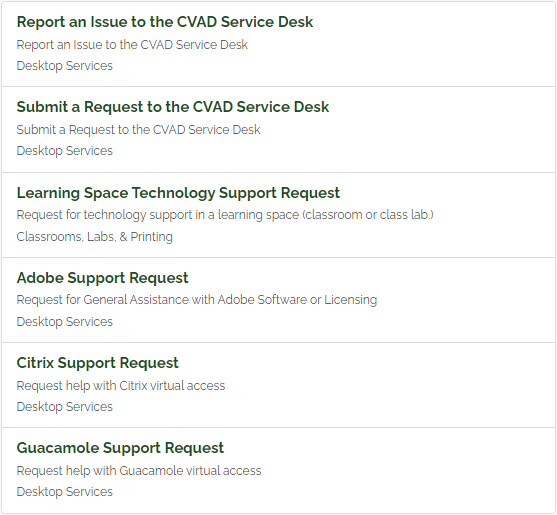 Report an Issue to the CVAD Service Desk
Report an Issue to the CVAD Service Desk
Desktop Services
Submit a Request to the CVAD Service Desk
Submit a Request to the CVAD Service Desk
Desktop Services
Learning Space Technology Support Request
Request for technology support in a learning space (classroom or class lab.)
Classrooms, Labs, & Printing
Adobe Support Request
Request for General Assistance with Adobe Software or Licensing
Desktop Services
Citrix Support Request
Request help with Citrix virtual access
Desktop Services
Guacamole Support Request
Request help with Guacamole virtual access
Desktop Services